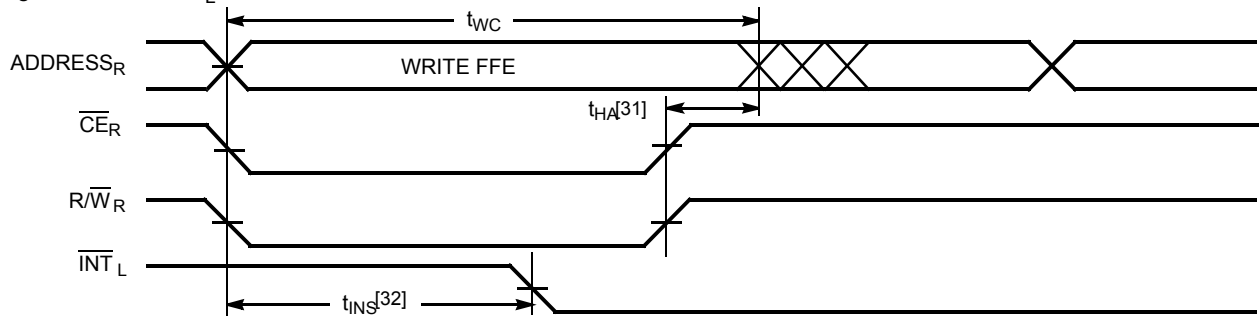 tWC
ADDRESSR
WRITE FFE
tHA[31]
CER
R/WR
INTL
tINS[32]